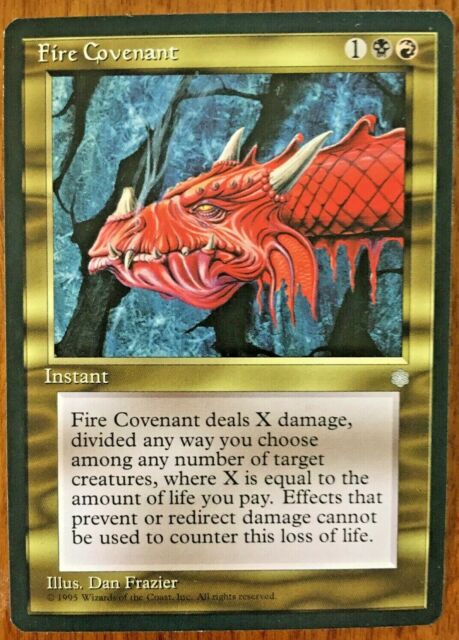 Fire Covenant 1
Instant
Fire Covenant deals X damage,
divided any way you choose
among any number of target
creatures, where X is equal to the
amount of life you pay. Effects that
prevent or redirect damage cannot
be used to counter this loss of life.
Illus. Dan Frazier
© 1995 Wizards of the Coast, Inc. All rights reserved.